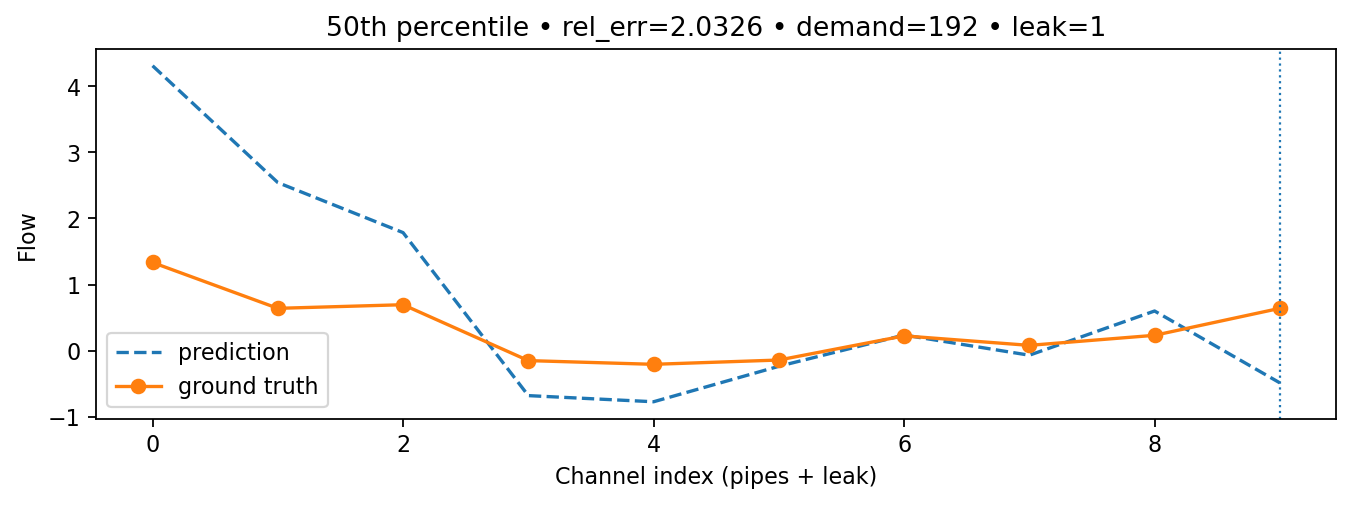 50th percentile • rel_err=2.0326 • demand=192 • leak=1
Flow
4
3
2
1
0
−1
prediction
ground truth
0 2 4 6 8
Channel index (pipes + leak)